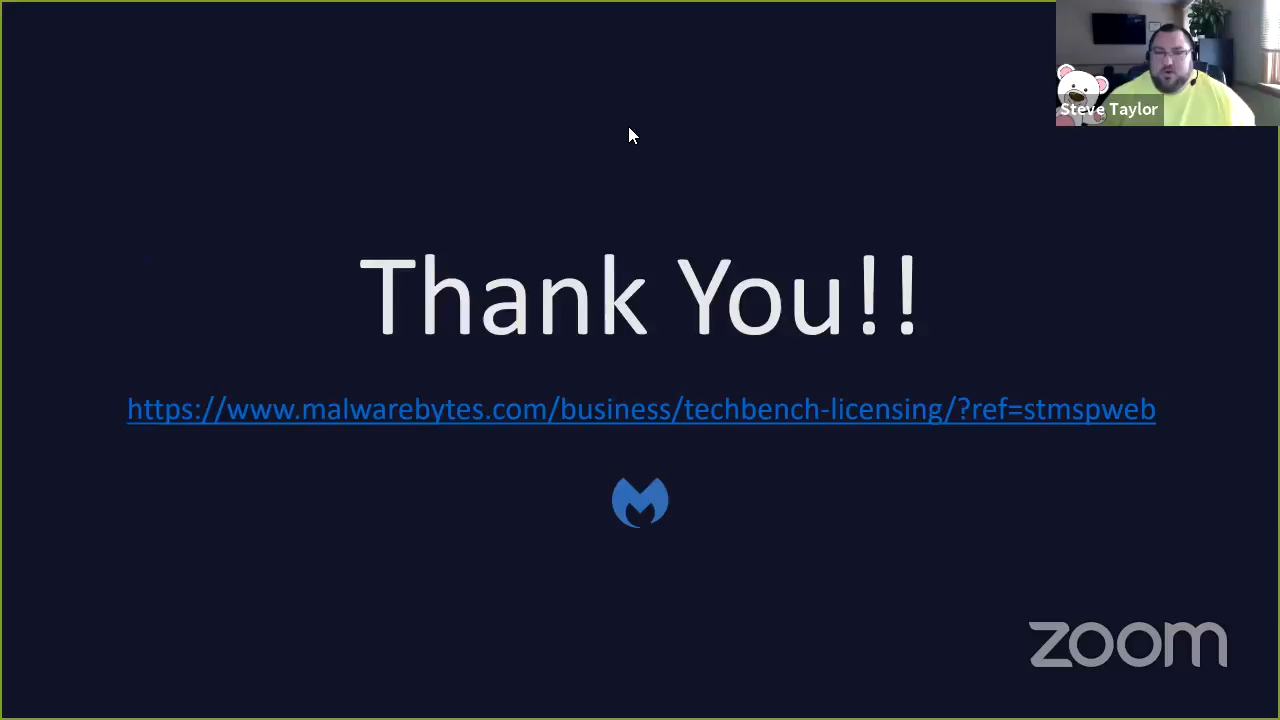 Steve Taylor
Thank You!!
https://www.malwarebytes.com/business/techbench-licensing/?ref=stmspweb
zoom